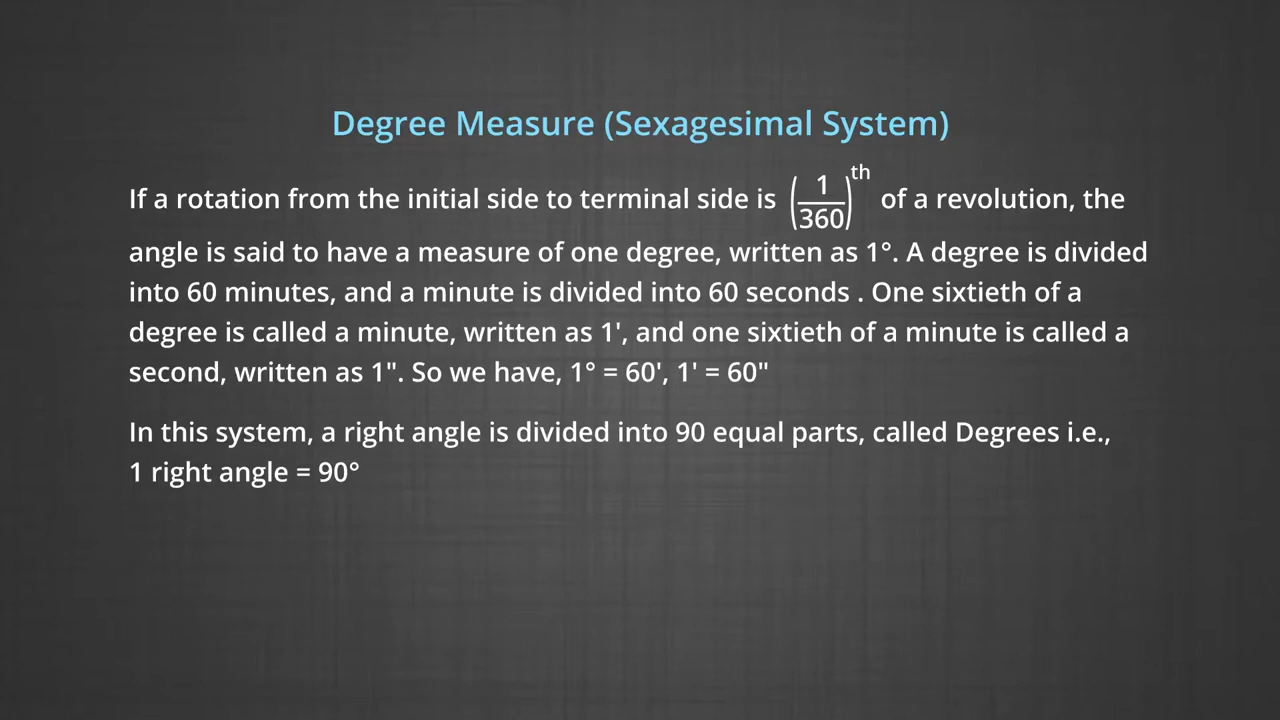 Degree Measure (Sexagesimal System)
If a rotation from the initial side to terminal side is (1/360)th of a revolution, the
angle is said to have a measure of one degree, written as 1°. A degree is divided
into 60 minutes, and a minute is divided into 60 seconds . One sixtieth of a
degree is called a minute, written as 1', and one sixtieth of a minute is called a
second, written as 1". So we have, 1° = 60', 1' = 60"
In this system, a right angle is divided into 90 equal parts, called Degrees i.e.,
1 right angle = 90°